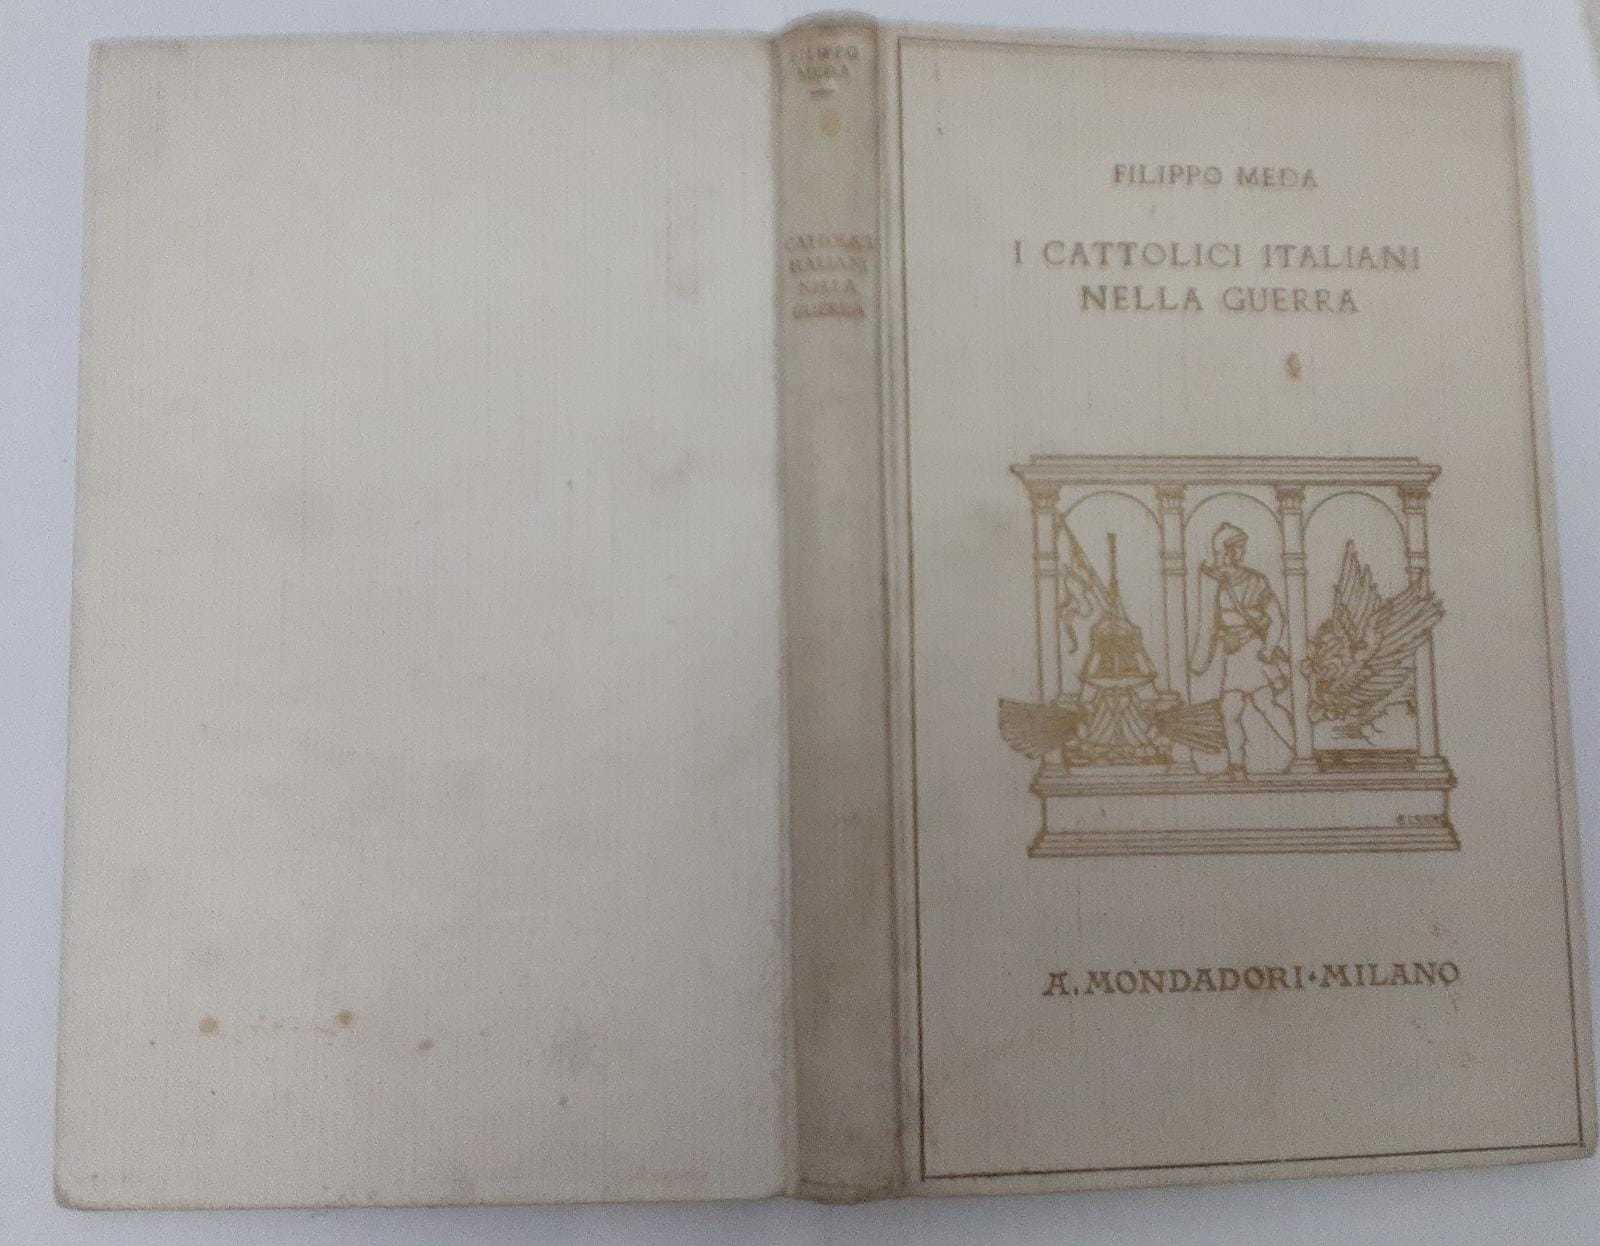 FILIPPO
MEDA
CATTOLICI
ITALIANI
NELLA
GUERRA
FILIPPO MEDA
I CATTOLICI ITALIANI
NELLA GUERRA
A. MONDADORI · MILANO